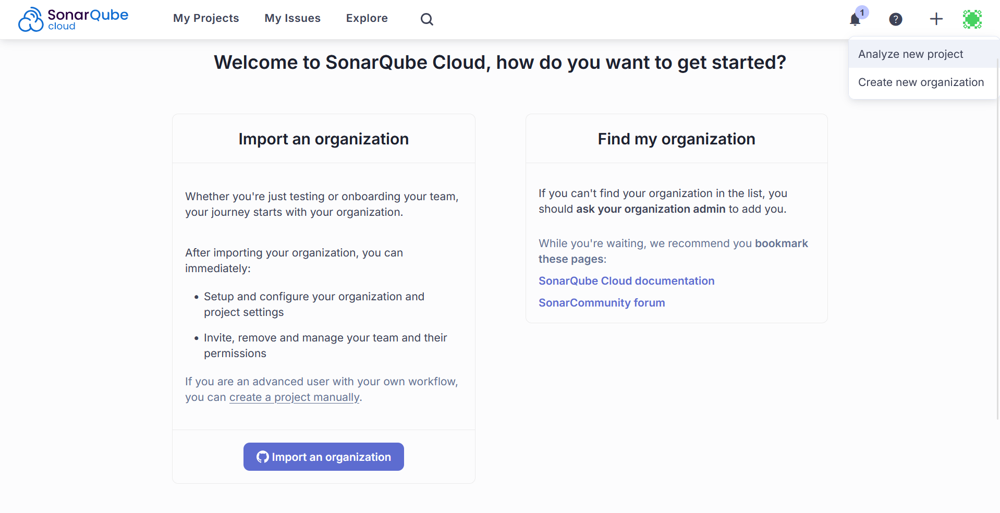 SonarQube
cloud
My Projects
My Issues
Explore
1
?
Analyze new project
Create new organization
Welcome to SonarQube Cloud, how do you want to get started?
Import an organization
Whether you're just testing or onboarding your team,
your journey starts with your organization.
After importing your organization, you can
immediately:
• Setup and configure your organization and
project settings
• Invite, remove and manage your team and their
permissions
If you are an advanced user with your own workflow,
you can create a project manually.
Import an organization
Find my organization
If you can't find your organization in the list, you
should ask your organization admin to add you.
While you're waiting, we recommend you bookmark
these pages:
SonarQube Cloud documentation
SonarCommunity forum